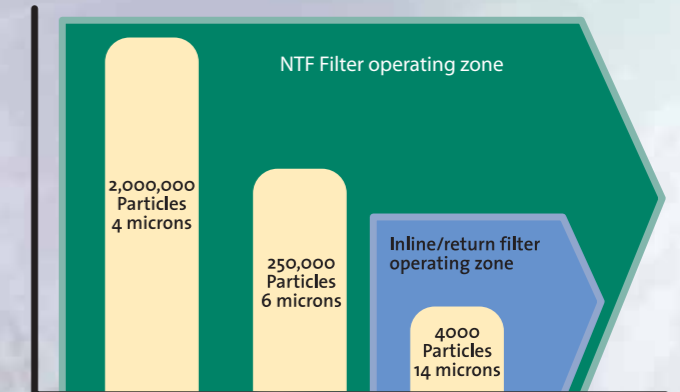 NTF Filter operating zone
2,000,000
Particles
4 microns
250,000
Particles
6 microns
Inline/return filter
operating zone
4000
Particles
14 microns